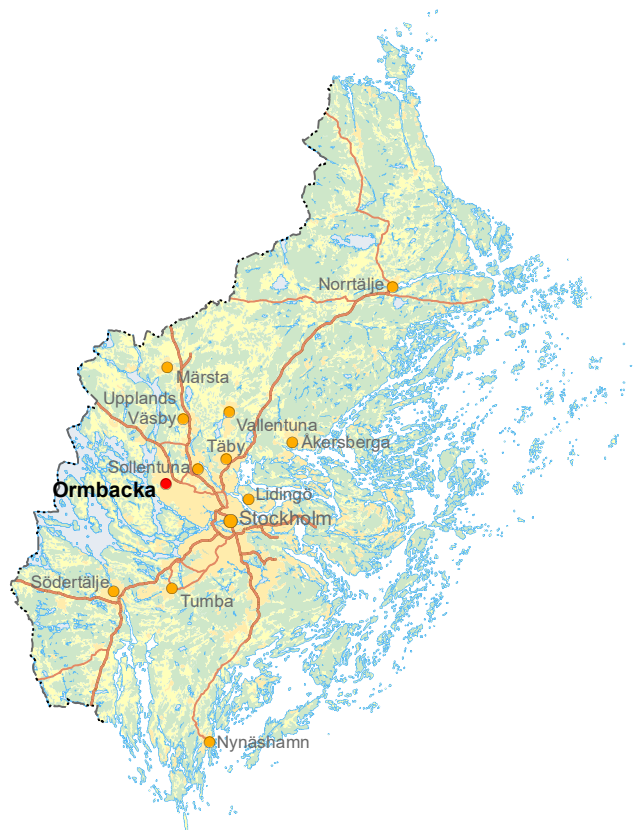 Norrtälje
Märsta
Upplands
Väsby
Vallentuna
Täby
Åkersberga
Sollentuna
Ormbacka
Lidingö
Stockholm
Södertälje
Tumba
Nynäshamn